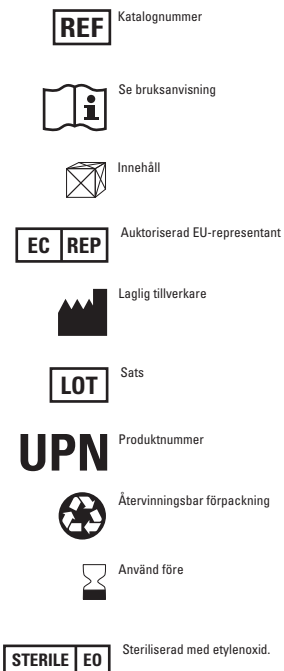 REF Katalognummer
Se bruksanvisning
Innehåll
EC REP Auktoriserad EU-representant
Laglig tillverkare
LOT Sats
UPN Produktnummer
Återvinningsbar förpackning
Använd före
STERILE EO Steriliserad med etylenoxid.